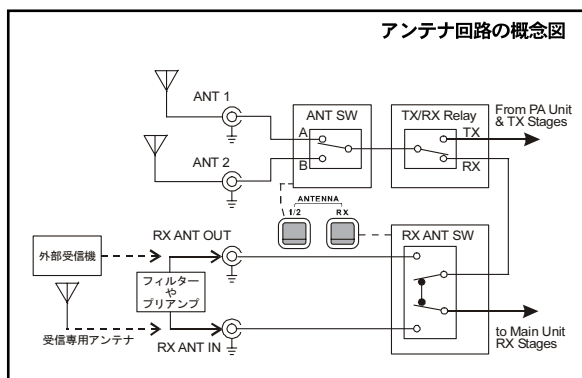 アンテナ回路の概念図
ANT 1
ANT 2
ANT SW
A
B
TX/RX Relay
TX
RX
From PA Unit
& TX Stages
ANTENNA
1/2
RX
RX ANT OUT
外部受信機
フィルター
や
プリアンプ
受信専用アンテナ
RX ANT IN
RX ANT SW
to Main Unit
RX Stages